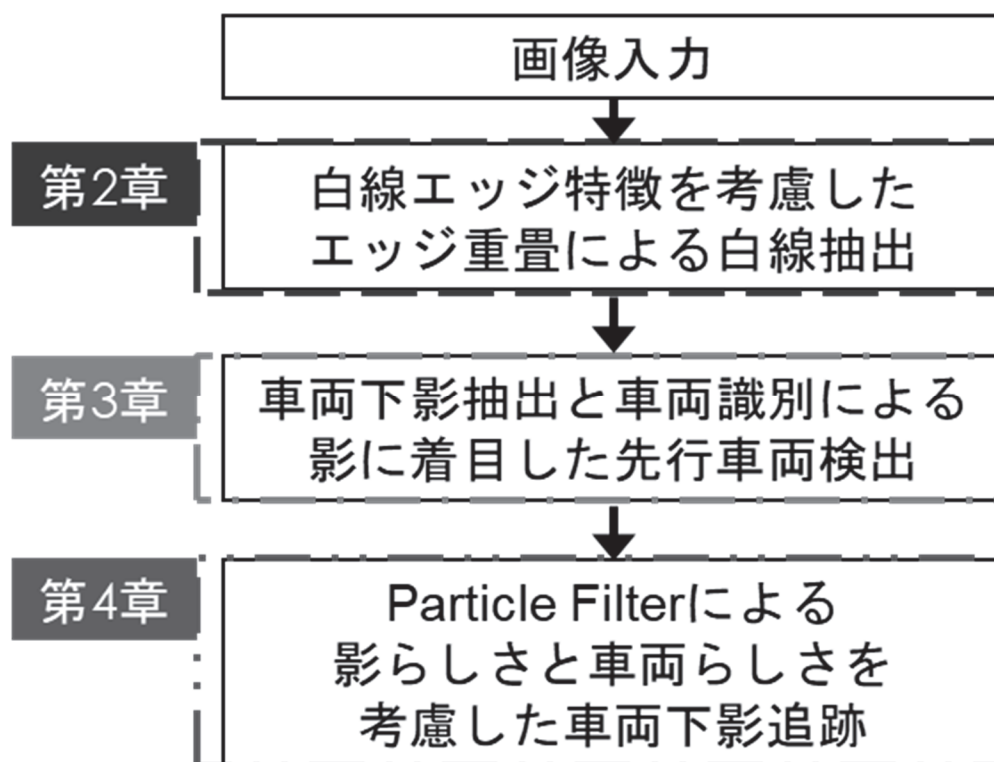 画像入力
第2章
白線エッジ特徴を考慮した
エッジ重畳による白線抽出
第3章
車両下影抽出と車両識別による
影に着目した先行車両検出
第4章
Particle Filterによる
影らしさと車両らしさを
考慮した車両下影追跡